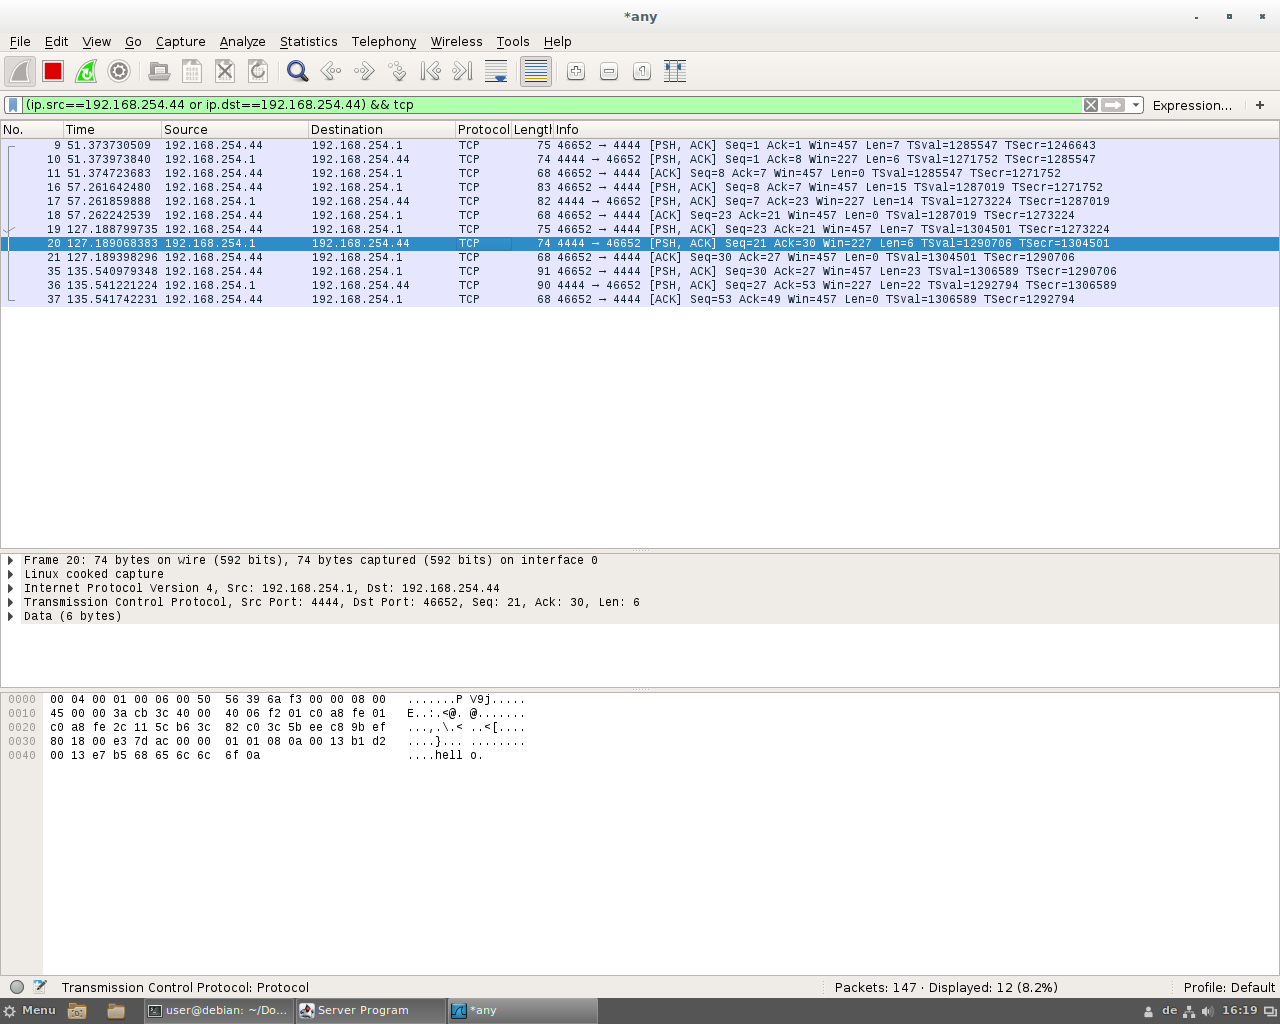 *any
File Edit View Go Capture Analyze Statistics Telephony Wireless Tools Help
(ip.src==192.168.254.44 or ip.dst==192.168.254.44) && tcp Expression... +
No. Time Source Destination Protocol Length Info
9 51.373730509 192.168.254.44 192.168.254.1 TCP 75 46652 → 4444 [PSH, ACK] Seq=1 Ack=1 Win=457 Len=7 TSval=1285547 TSecr=1246643
10 51.373973840 192.168.254.1 192.168.254.44 TCP 74 4444 → 46652 [PSH, ACK] Seq=1 Ack=8 Win=227 Len=6 TSval=1271752 TSecr=1285547
11 51.374723683 192.168.254.44 192.168.254.1 TCP 68 46652 → 4444 [ACK] Seq=8 Ack=7 Win=457 Len=0 TSval=1285547 TSecr=1271752
16 57.261642480 192.168.254.44 192.168.254.1 TCP 83 46652 → 4444 [PSH, ACK] Seq=8 Ack=7 Win=457 Len=15 TSval=1287019 TSecr=1271752
17 57.261859888 192.168.254.1 192.168.254.44 TCP 82 4444 → 46652 [PSH, ACK] Seq=7 Ack=23 Win=227 Len=14 TSval=1273224 TSecr=1287019
18 57.262242539 192.168.254.44 192.168.254.1 TCP 68 46652 → 4444 [ACK] Seq=23 Ack=21 Win=457 Len=0 TSval=1287019 TSecr=1273224
19 127.188799735 192.168.254.44 192.168.254.1 TCP 75 46652 → 4444 [PSH, ACK] Seq=23 Ack=21 Win=457 Len=7 TSval=1304501 TSecr=1273224
20 127.189068383 192.168.254.1 192.168.254.44 TCP 74 4444 → 46652 [PSH, ACK] Seq=21 Ack=30 Win=227 Len=6 TSval=1290706 TSecr=1304501
21 127.189398296 192.168.254.44 192.168.254.1 TCP 68 46652 → 4444 [ACK] Seq=30 Ack=27 Win=457 Len=0 TSval=1304501 TSecr=1290706
35 135.540979348 192.168.254.44 192.168.254.1 TCP 91 46652 → 4444 [PSH, ACK] Seq=30 Ack=27 Win=457 Len=23 TSval=1306589 TSecr=1290706
36 135.541221224 192.168.254.1 192.168.254.44 TCP 90 4444 → 46652 [PSH, ACK] Seq=27 Ack=53 Win=227 Len=22 TSval=1292794 TSecr=1306589
37 135.541742231 192.168.254.44 192.168.254.1 TCP 68 46652 → 4444 [ACK] Seq=53 Ack=49 Win=457 Len=0 TSval=1306589 TSecr=1292794
Frame 20: 74 bytes on wire (592 bits), 74 bytes captured (592 bits) on interface 0
Linux cooked capture
Internet Protocol Version 4, Src: 192.168.254.1, Dst: 192.168.254.44
Transmission Control Protocol, Src Port: 4444, Dst Port: 46652, Seq: 21, Ack: 30, Len: 6
Data (6 bytes)
0000 00 04 00 01 00 06 00 50 56 39 6a f3 00 00 08 00 .......P V9j.....
0010 45 00 00 3a cb 3c 40 00 40 06 f2 01 c0 a8 fe 01 E..:.<@. @.......
0020 c0 a8 fe 2c 11 5c b6 3c 82 c0 3c 5b ee c8 9b ef ...,.\.< ..<[....
0030 80 18 00 e3 7d ac 00 00 01 01 08 0a 00 13 b1 d2 ....}... ........
0040 00 13 e7 b5 68 65 6c 6c 6f 0a ....hell o.
Transmission Control Protocol: Protocol Packets: 147 · Displayed: 12 (8.2%) Profile: Default
Menu user@debian: ~/Do... Server Program *any de 16:19